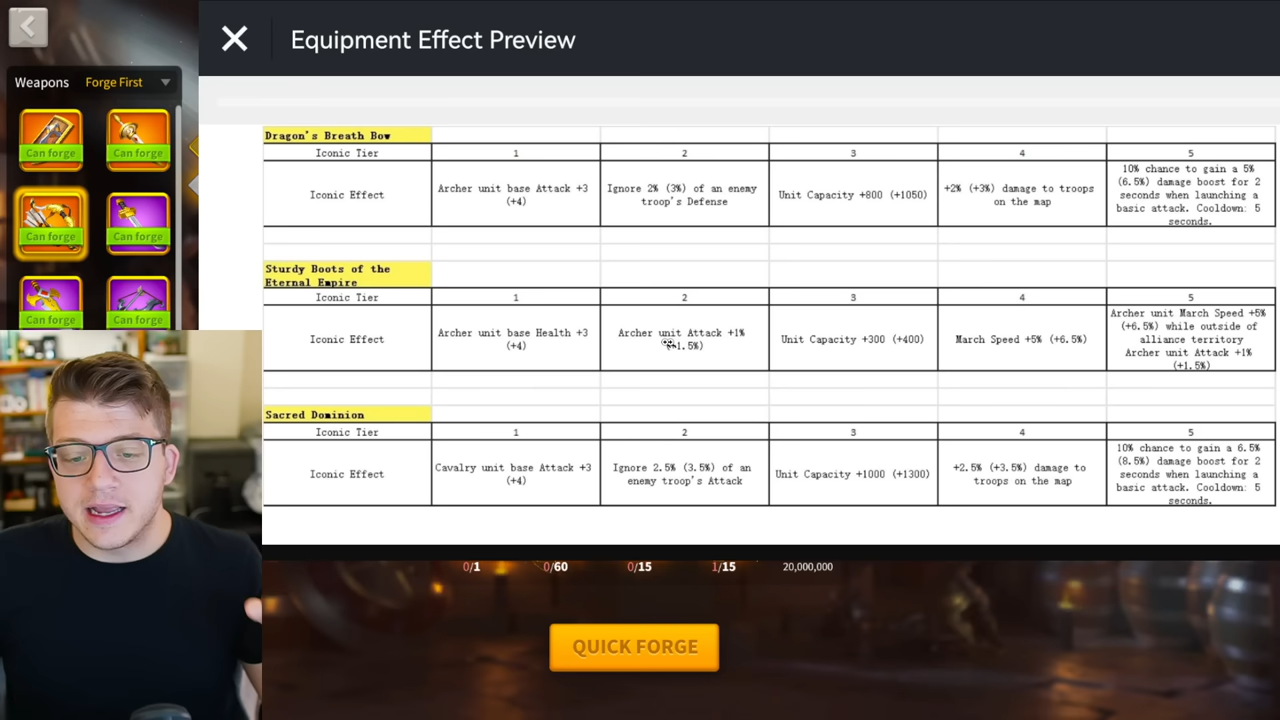 Equipment Effect Preview
Weapons Forge First
Can forge Can forge
Can forge Can forge
Can forge Can forge
Dragon's Breath Bow
Iconic Tier 1 2 3 4 5
Iconic Effect
Archer unit base Attack +3
(+4)
Ignore 2% (3%) of an enemy
troop's Defense
Unit Capacity +800 (+1050)
+2% (+3%) damage to troops
on the map
10% chance to gain a 5%
(6.5%) damage boost for 2
seconds when launching a
basic attack. Cooldown: 5
seconds.
Sturdy Boots of the
Eternal Empire
Iconic Tier 1 2 3 4 5
Iconic Effect
Archer unit base Health +3
(+4)
Archer unit Attack +1%
(+1.5%)
Unit Capacity +300 (+400)
March Speed +5% (+6.5%)
Archer unit March Speed +5%
(+6.5%) while outside of
alliance territory
Archer unit Attack +1%
(+1.5%)
Sacred Dominion
Iconic Tier 1 2 3 4 5
Iconic Effect
Cavalry unit base Attack +3
(+4)
Ignore 2.5% (3.5%) of an
enemy troop's Attack
Unit Capacity +1000 (+1300)
+2.5% (+3.5%) damage to
troops on the map
10% chance to gain a 6.5%
(8.5%) damage boost for 2
seconds when launching a
basic attack. Cooldown: 5
seconds.
0/1 0/60 0/15 1/15 20,000,000
QUICK FORGE